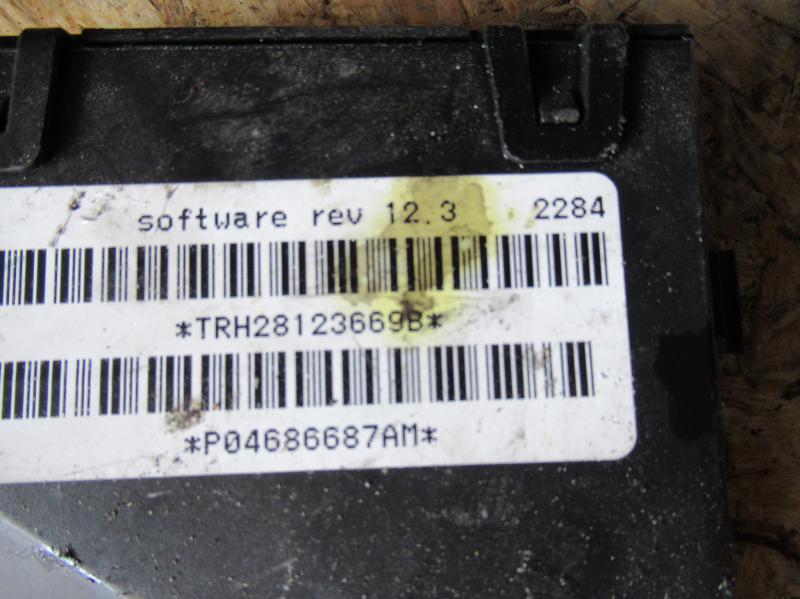 software rev 12.3 2284
*TRH28123669B*
*P04686687AM*